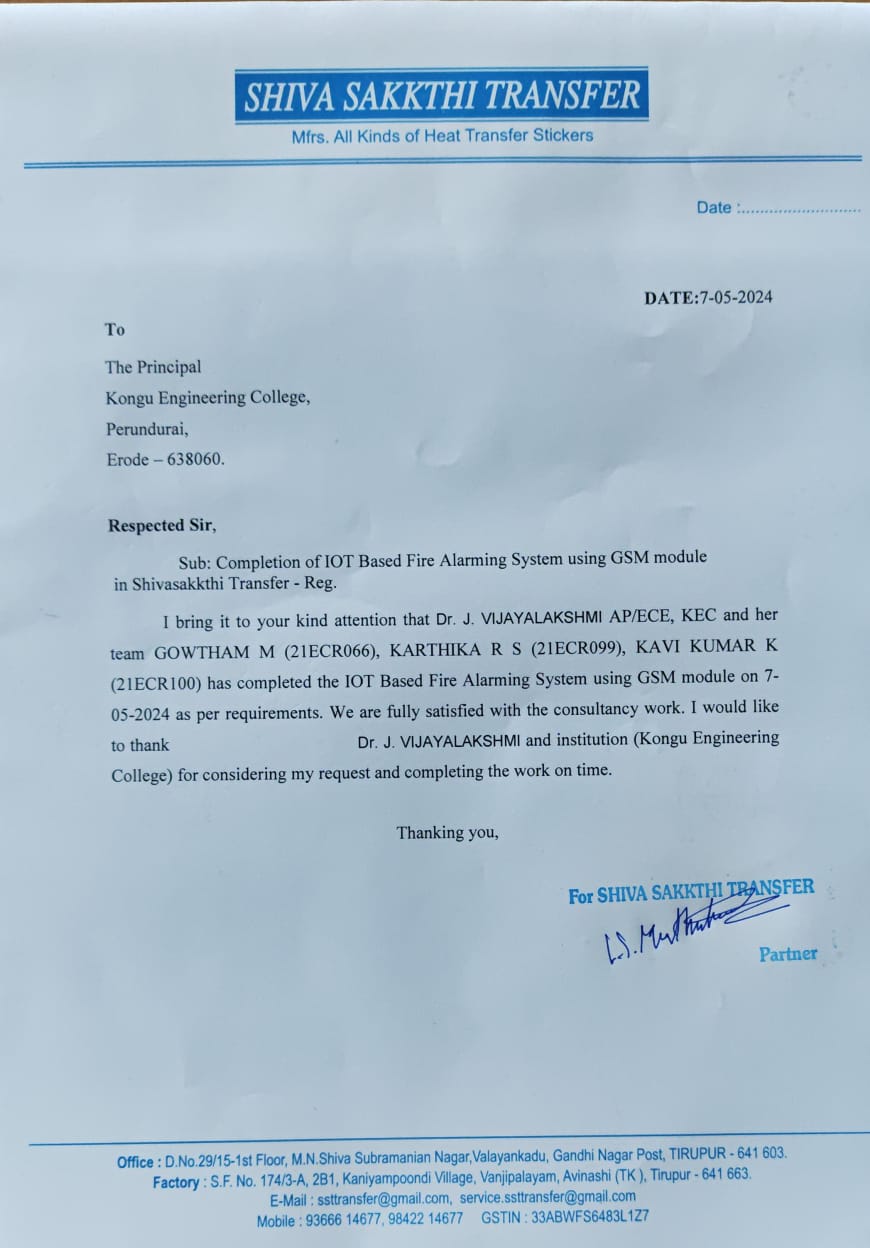 SHIVA SAKKTHI TRANSFER
Mfrs. All Kinds of Heat Transfer Stickers
Date :..........................
DATE:7-05-2024
To
The Principal
Kongu Engineering College,
Perundurai,
Erode – 638060.
Respected Sir,
Sub: Completion of IOT Based Fire Alarming System using GSM module
in Shivasakkthi Transfer - Reg.
I bring it to your kind attention that Dr. J. VIJAYALAKSHMI AP/ECE, KEC and her
team GOWTHAM M (21ECR066), KARTHIKA R S (21ECR099), KAVI KUMAR K
(21ECR100) has completed the IOT Based Fire Alarming System using GSM module on 7-
05-2024 as per requirements. We are fully satisfied with the consultancy work. I would like
to thank Dr. J. VIJAYALAKSHMI and institution (Kongu Engineering
College) for considering my request and completing the work on time.
Thanking you,
For SHIVA SAKKTHI TRANSFER
Partner
Office : D.No.29/15-1st Floor, M.N.Shiva Subramanian Nagar,Valayankadu, Gandhi Nagar Post, TIRUPUR - 641 603.
Factory : S.F. No. 174/3-A, 2B1, Kaniyampoondi Village, Vanjipalayam, Avinashi (TK ), Tirupur - 641 663.
E-Mail : ssttransfer@gmail.com, service.ssttransfer@gmail.com
Mobile : 93666 14677, 98422 14677 GSTIN : 33ABWFS6483L1Z7